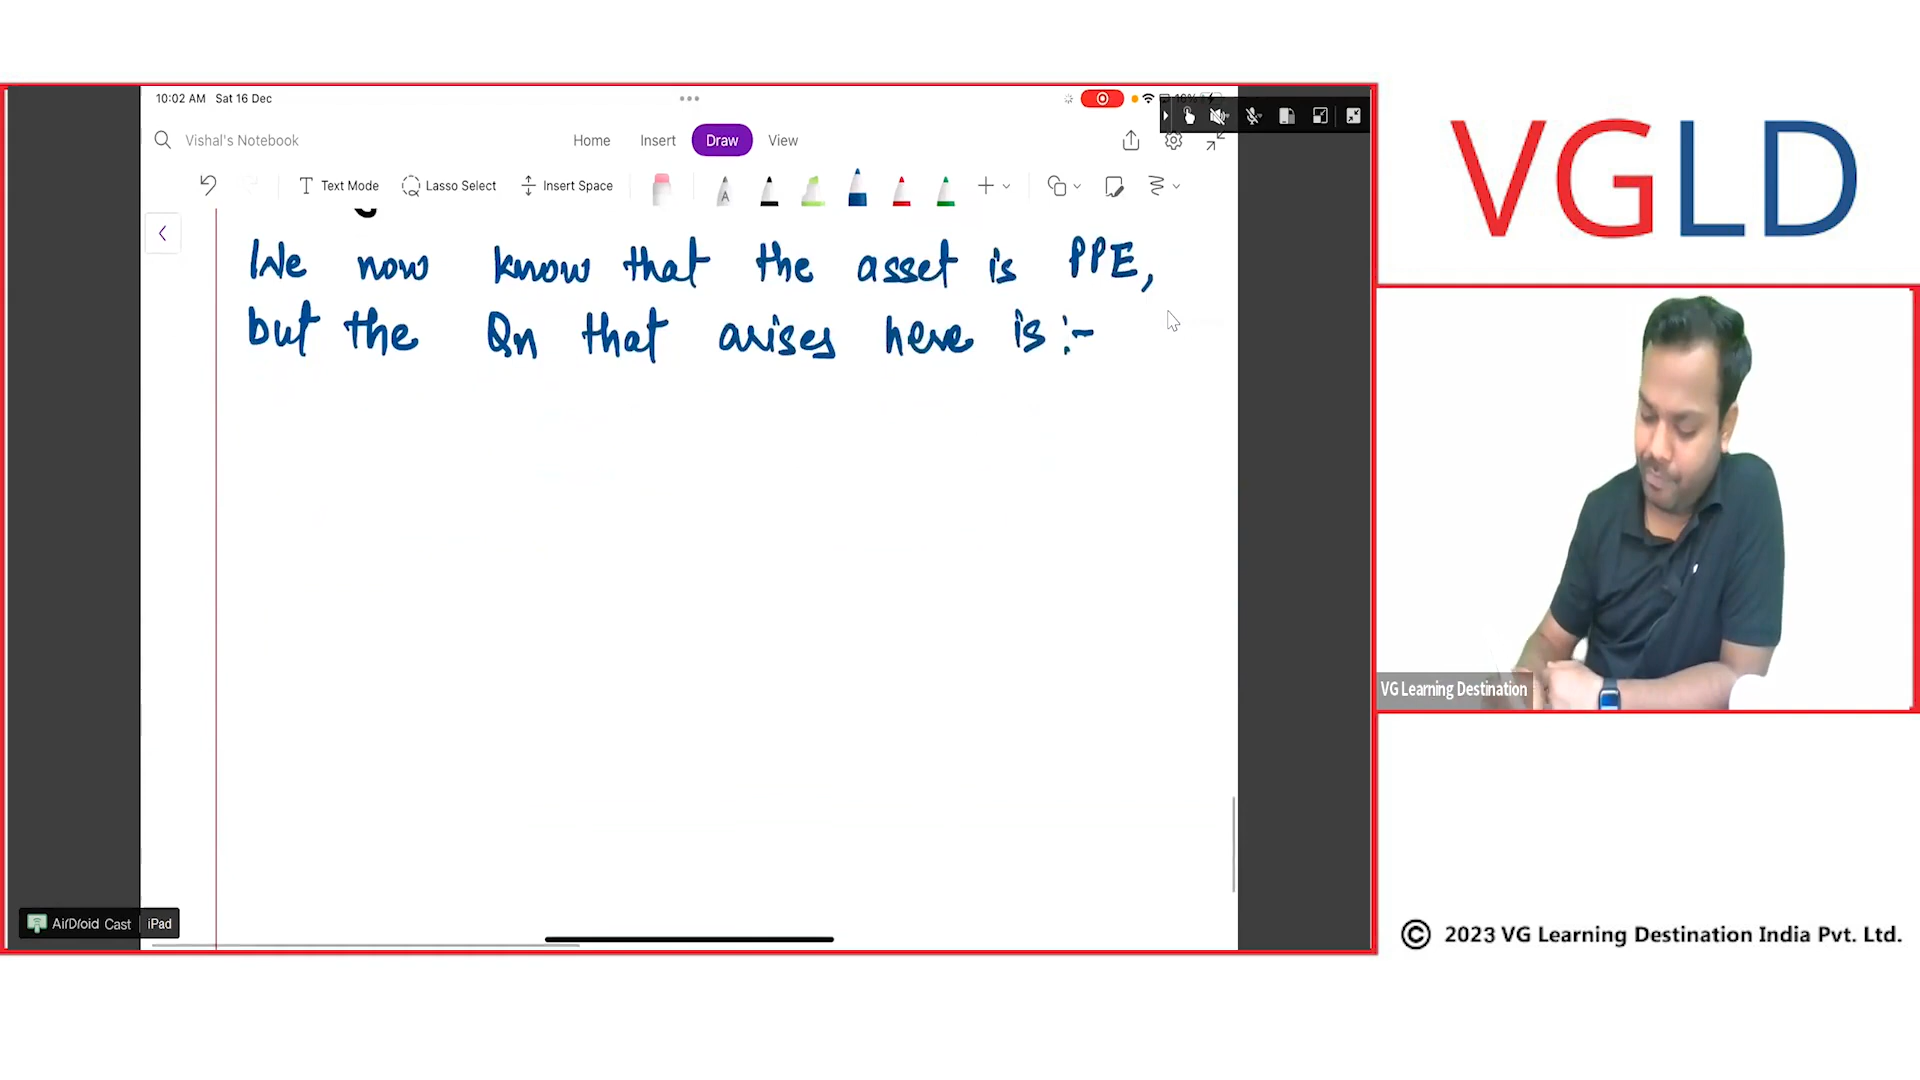 10:02 AM Sat 16 Dec
Vishal's Notebook
Home Insert Draw View
Text Mode Lasso Select Insert Space
We now know that the asset is PPE,
but the Qn that arises here is :-
AirDroid Cast iPad
VGLD
VG Learning Destination
© 2023 VG Learning Destination India Pvt. Ltd.